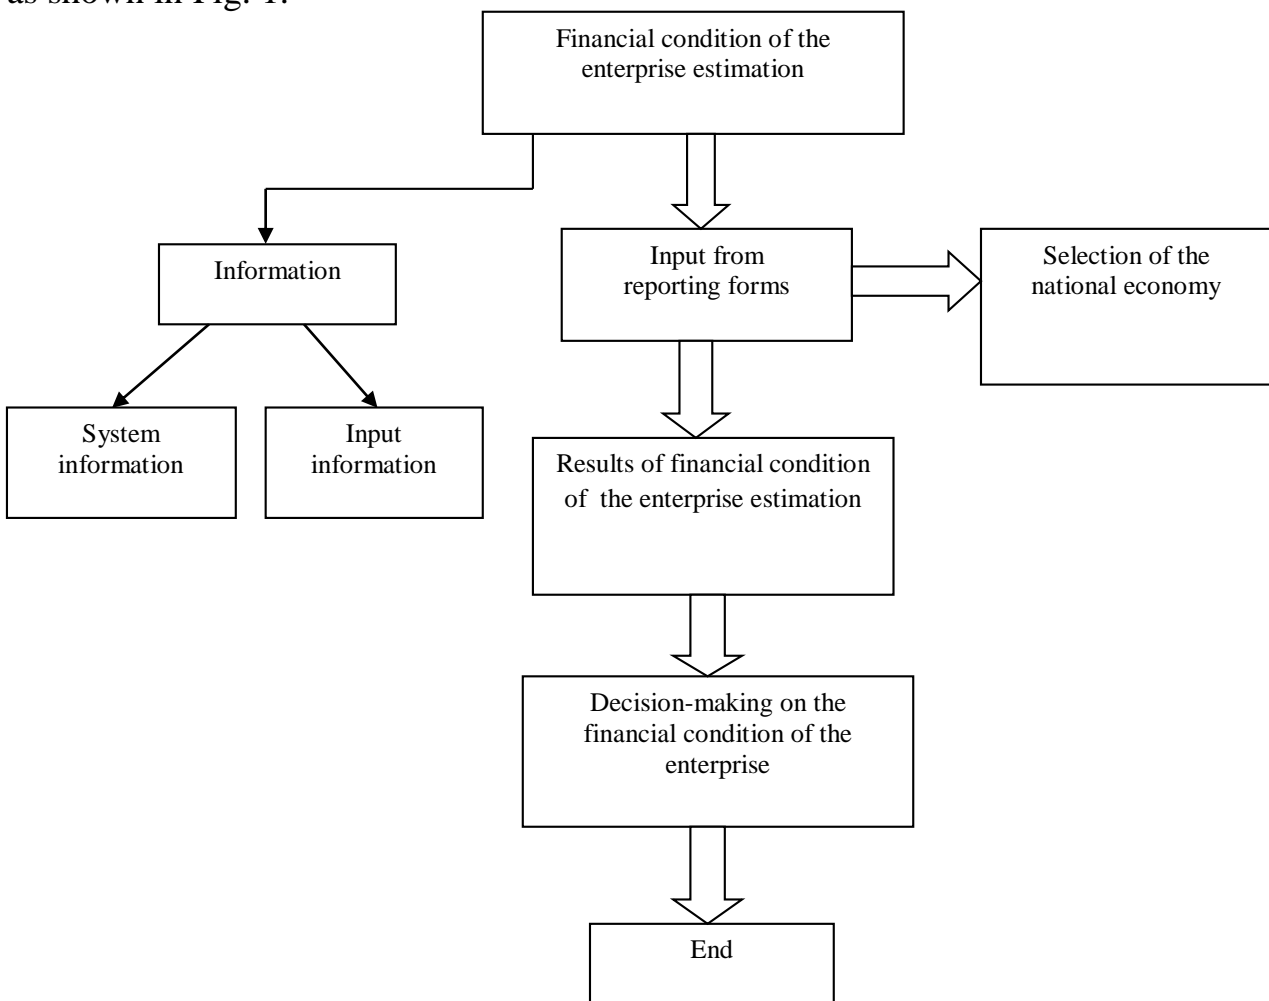 as shown in Fig. 1.
Financial condition of the
enterprise estimation
Information
Input from
reporting forms
Selection of the
national economy
System
information
Input
information
Results of financial condition
of the enterprise estimation
Decision-making on the
financial condition of the
enterprise
End